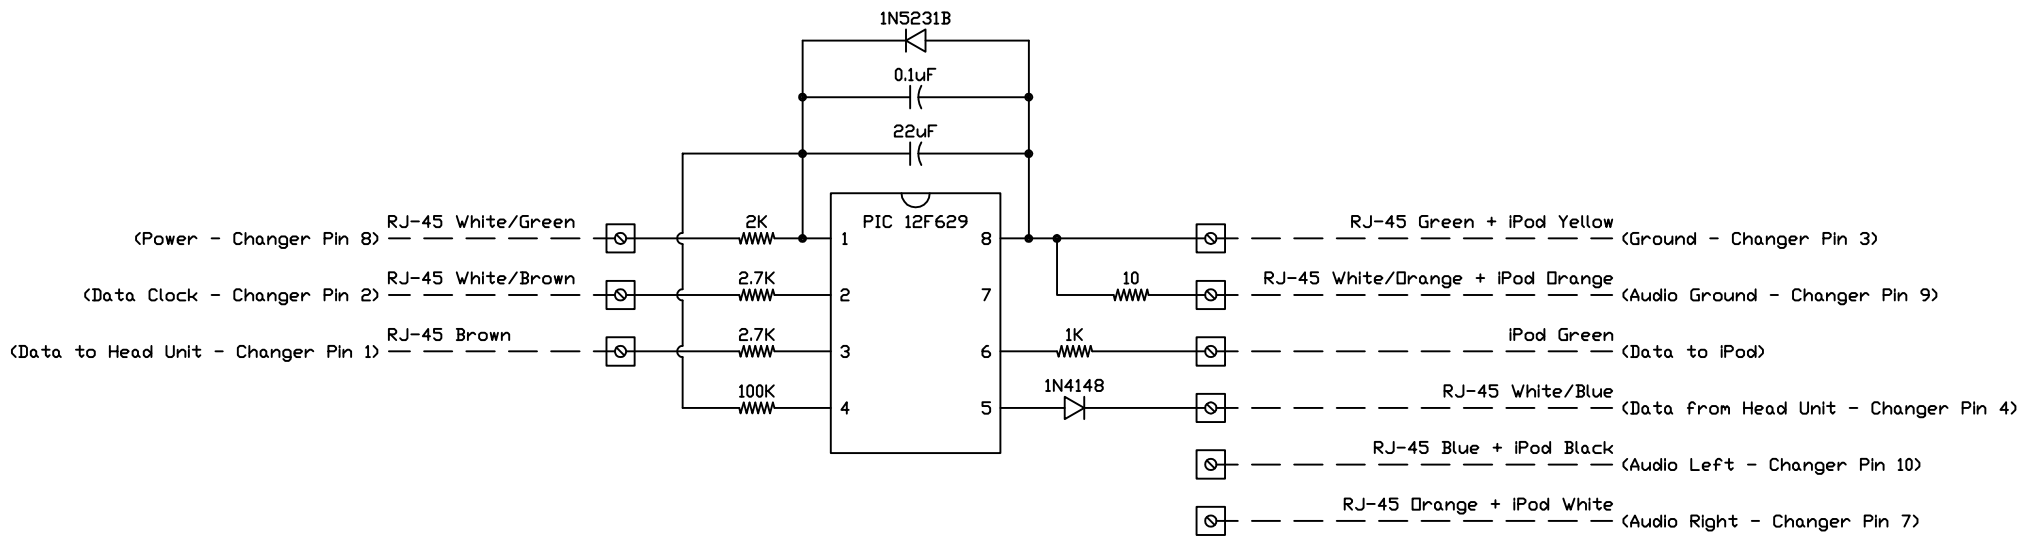 1N5231B
0.1uF
22uF
RJ-45 White/Green 2K PIC 12F629 RJ-45 Green + iPod Yellow
(Power - Changer Pin 8) 1 8 (Ground - Changer Pin 3)
RJ-45 White/Brown 2.7K 10 RJ-45 White/Orange + iPod Orange
(Data Clock - Changer Pin 2) 2 7 (Audio Ground - Changer Pin 9)
RJ-45 Brown 2.7K 1K iPod Green
(Data to Head Unit - Changer Pin 1) 3 6 (Data to iPod)
100K 1N4148 RJ-45 White/Blue
4 5 (Data from Head Unit - Changer Pin 4)
RJ-45 Blue + iPod Black
(Audio Left - Changer Pin 10)
RJ-45 Orange + iPod White
(Audio Right - Changer Pin 7)